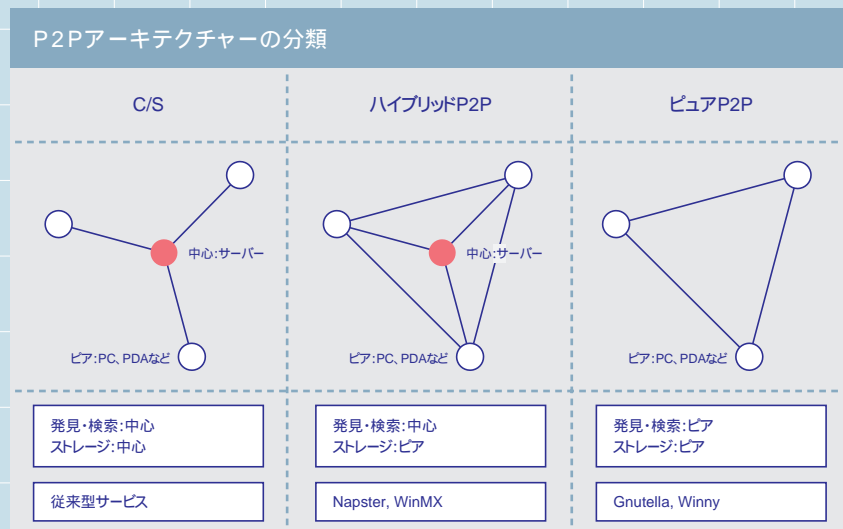 P2Pアーキテクチャーの分類
C/S
ハイブリッドP2P
ピュアP2P
中心:サーバー
ピア:PC、PDAなど
中心:サーバー
ピア:PC、PDAなど
ピア:PC、PDAなど
発見・検索:中心
ストレージ:中心
発見・検索:中心
ストレージ:ピア
発見・検索:ピア
ストレージ:ピア
従来型サービス
Napster, WinMX
Gnutella, Winny